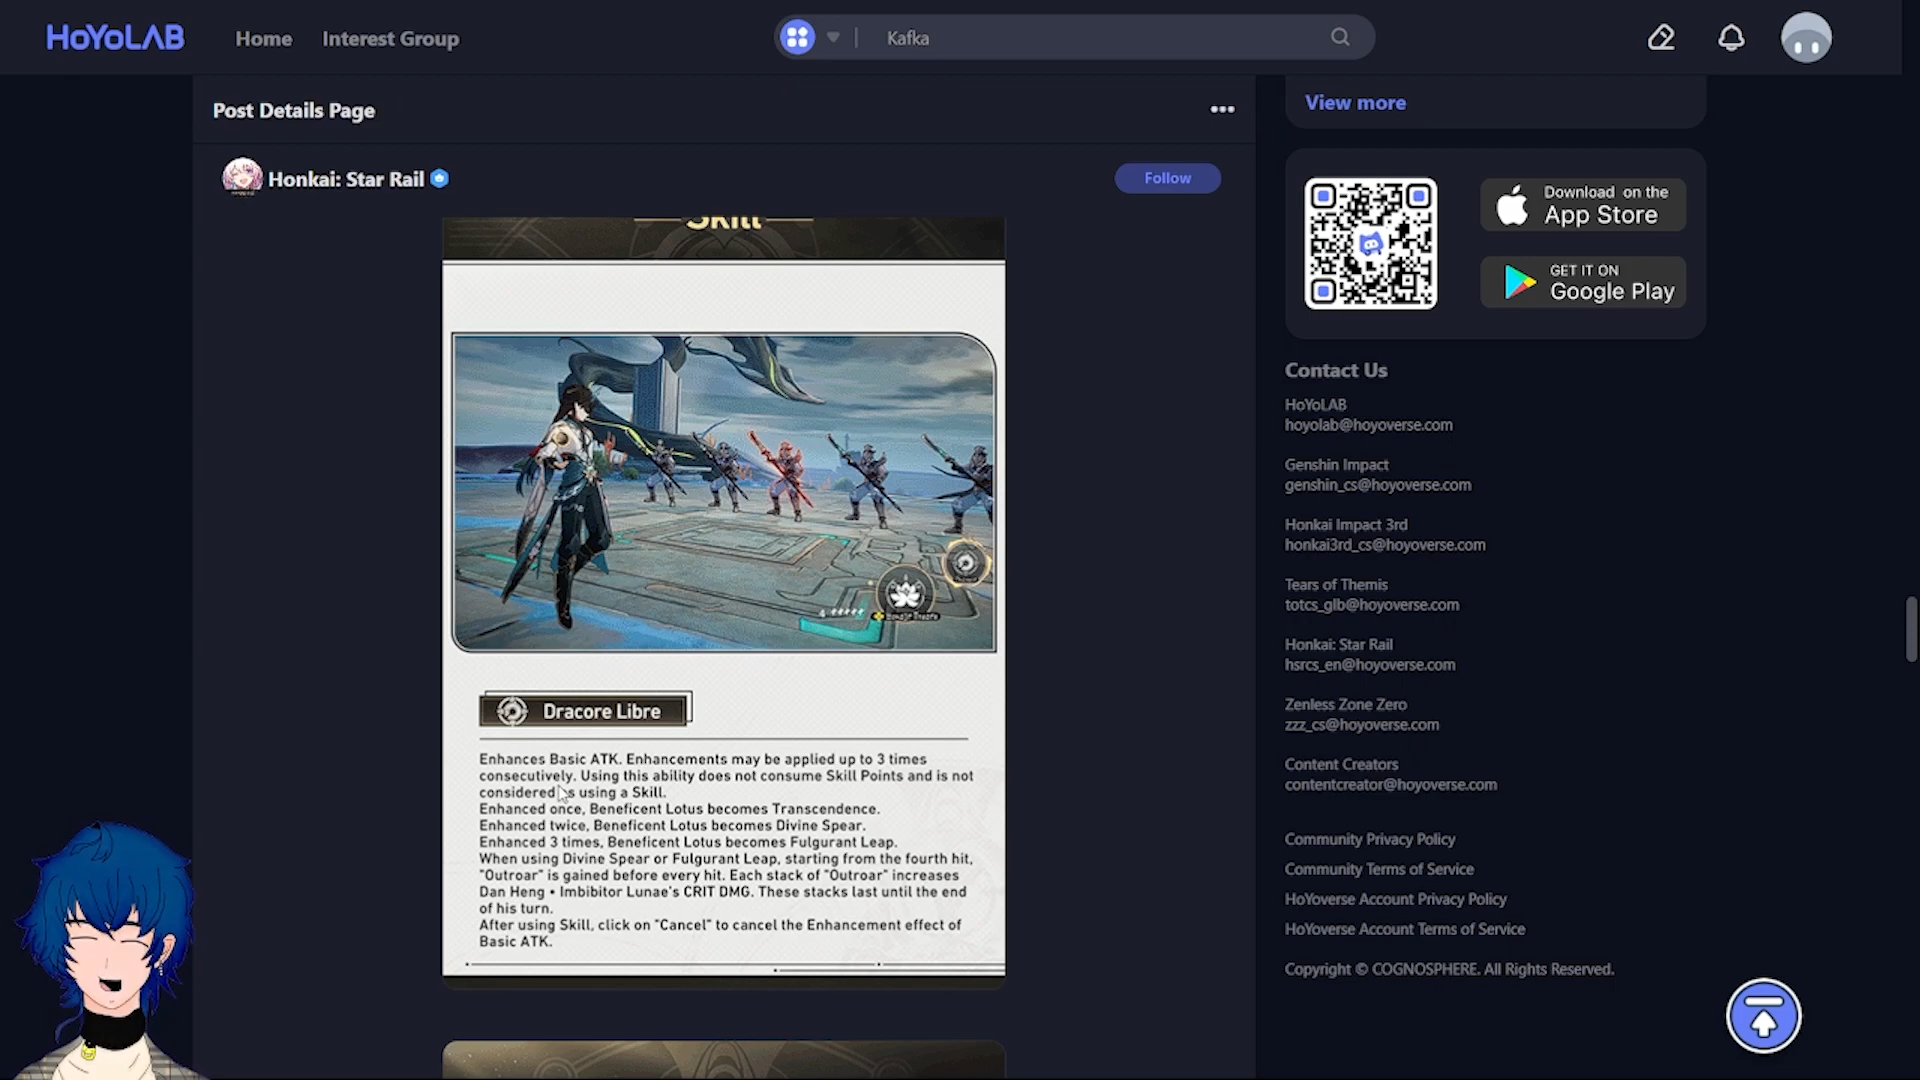 HoYoLAB
Home
Interest Group
Kafka
Post Details Page
Honkai: Star Rail
Follow
Skill
Dracore Libre
Enhances Basic ATK. Enhancements may be applied up to 3 times
consecutively. Using this ability does not consume Skill Points and is not
considered as using a Skill.
Enhanced once, Beneficent Lotus becomes Transcendence.
Enhanced twice, Beneficent Lotus becomes Divine Spear.
Enhanced 3 times, Beneficent Lotus becomes Fulgurant Leap.
When using Divine Spear or Fulgurant Leap, starting from the fourth hit,
"Outroar" is gained before every hit. Each stack of "Outroar" increases
Dan Heng • Imbibitor Lunae's CRIT DMG. These stacks last until the end
of his turn.
After using Skill, click on "Cancel" to cancel the Enhancement effect of
Basic ATK.
View more
Download on the
App Store
GET IT ON
Google Play
Contact Us
HoYoLAB
hoyolab@hoyoverse.com
Genshin Impact
genshin_cs@hoyoverse.com
Honkai Impact 3rd
honkai3rd_cs@hoyoverse.com
Tears of Themis
totcs_glb@hoyoverse.com
Honkai: Star Rail
hsrcs_en@hoyoverse.com
Zenless Zone Zero
zzz_cs@hoyoverse.com
Content Creators
contentcreator@hoyoverse.com
Community Privacy Policy
Community Terms of Service
HoYoverse Account Privacy Policy
HoYoverse Account Terms of Service
Copyright © COGNOSPHERE. All Rights Reserved.